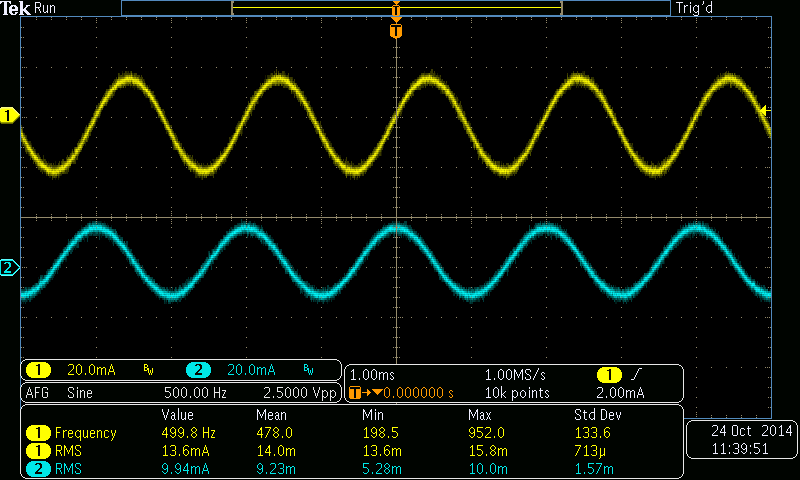 Tek Run Trig'd
T
T
1
2
1 20.0mA BW 2 20.0mA BW
AFG Sine 500.00 Hz 2.5000 Vpp
1.00ms 1.00MS/s 1
T→▼0.000000 s 10k points 2.00mA
Value Mean Min Max Std Dev
1 Frequency 499.8 Hz 478.0 198.5 952.0 133.6
1 RMS 13.6mA 14.0m 13.6m 15.8m 713µ
2 RMS 9.94mA 9.23m 5.28m 10.0m 1.57m
24 Oct 2014
11:39:51